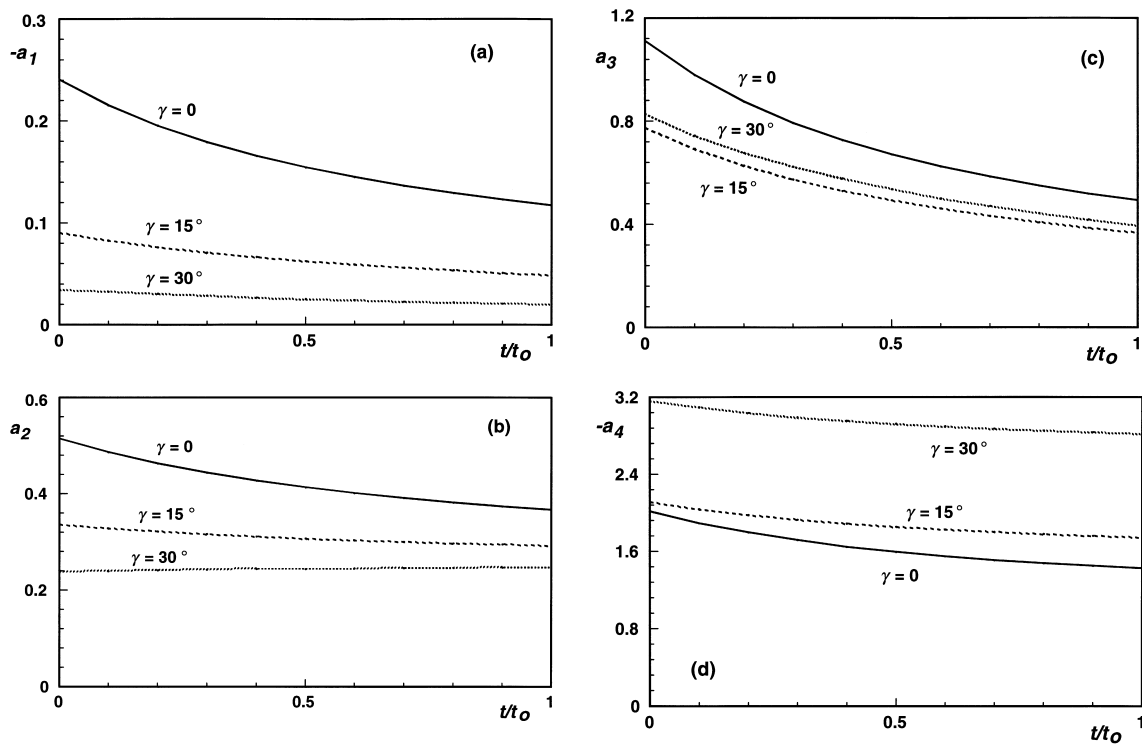 0.3
-a1
(a)
γ = 0
0.2
0.1
γ = 15°
γ = 30°
0
0 0.5 1
t/to
1.2
a3
(c)
γ = 0
0.8
γ = 30°
γ = 15°
0.4
0
0 0.5 1
t/to
0.6
a2
(b)
γ = 0
0.4
γ = 15°
γ = 30°
0.2
0
0 0.5 1
t/to
3.2
-a4
γ = 30°
2.4
γ = 15°
1.6
γ = 0
0.8
(d)
0
0 0.5 1
t/to